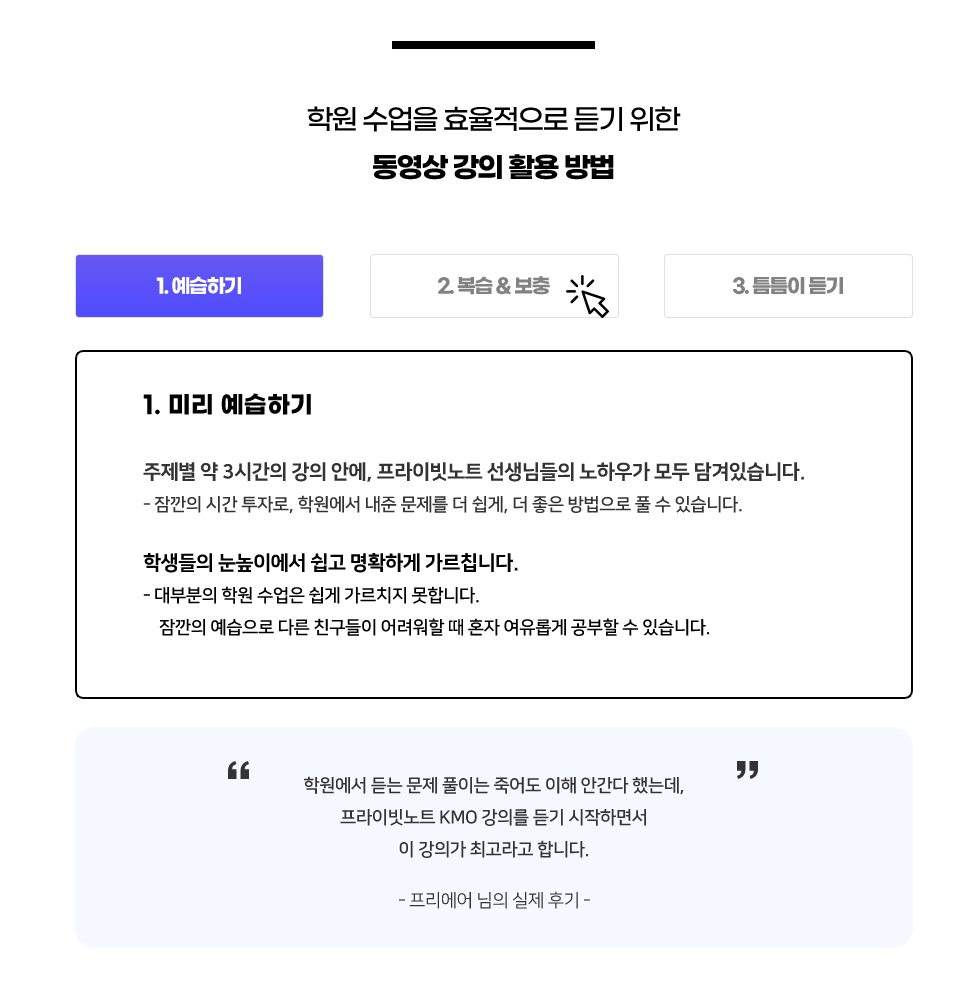 학원 수업을 효율적으로 듣기 위한
동영상 강의 활용 방법
1. 예습하기
2. 복습 & 보충
3. 틈틈이 듣기
1. 미리 예습하기
주제별 약 3시간의 강의 안에, 프라이빗노트 선생님들의 노하우가 모두 담겨있습니다.
- 잠깐의 시간 투자로, 학원에서 내준 문제를 더 쉽게, 더 좋은 방법으로 풀 수 있습니다.
학생들의 눈높이에서 쉽고 명확하게 가르칩니다.
- 대부분의 학원 수업은 쉽게 가르치지 못합니다.
잠깐의 예습으로 다른 친구들이 어려워할 때 혼자 여유롭게 공부할 수 있습니다.
“ 학원에서 듣는 문제 풀이는 죽어도 이해 안간다 했는데, ”
프라이빗노트 KMO 강의를 듣기 시작하면서
이 강의가 최고라고 합니다.
- 프리에어 님의 실제 후기 -